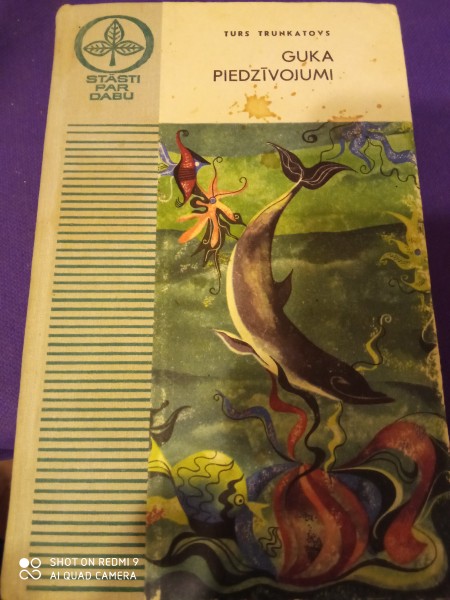 STĀSTI
PAR
DABU
TURS TRUNKATOVS
GUKA
PIEDZĪVOJUMI
SHOT ON REDMI 9
AI QUAD CAMERA